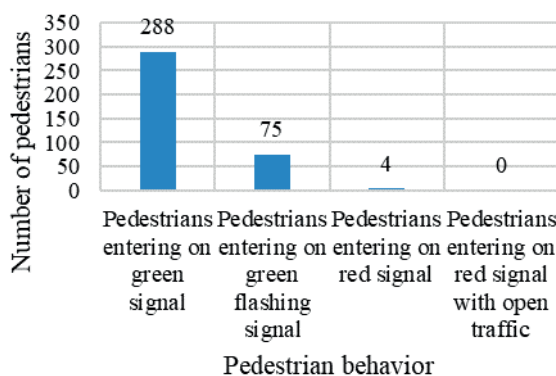 Number of pedestrians
350
300
250
200
150
100
50
0
288
75
4
0
Pedestrians
entering on
green
signal
Pedestrians
entering on
green
flashing
signal
Pedestrians
entering on
red signal
Pedestrians
entering on
red signal
with open
traffic
Pedestrian behavior